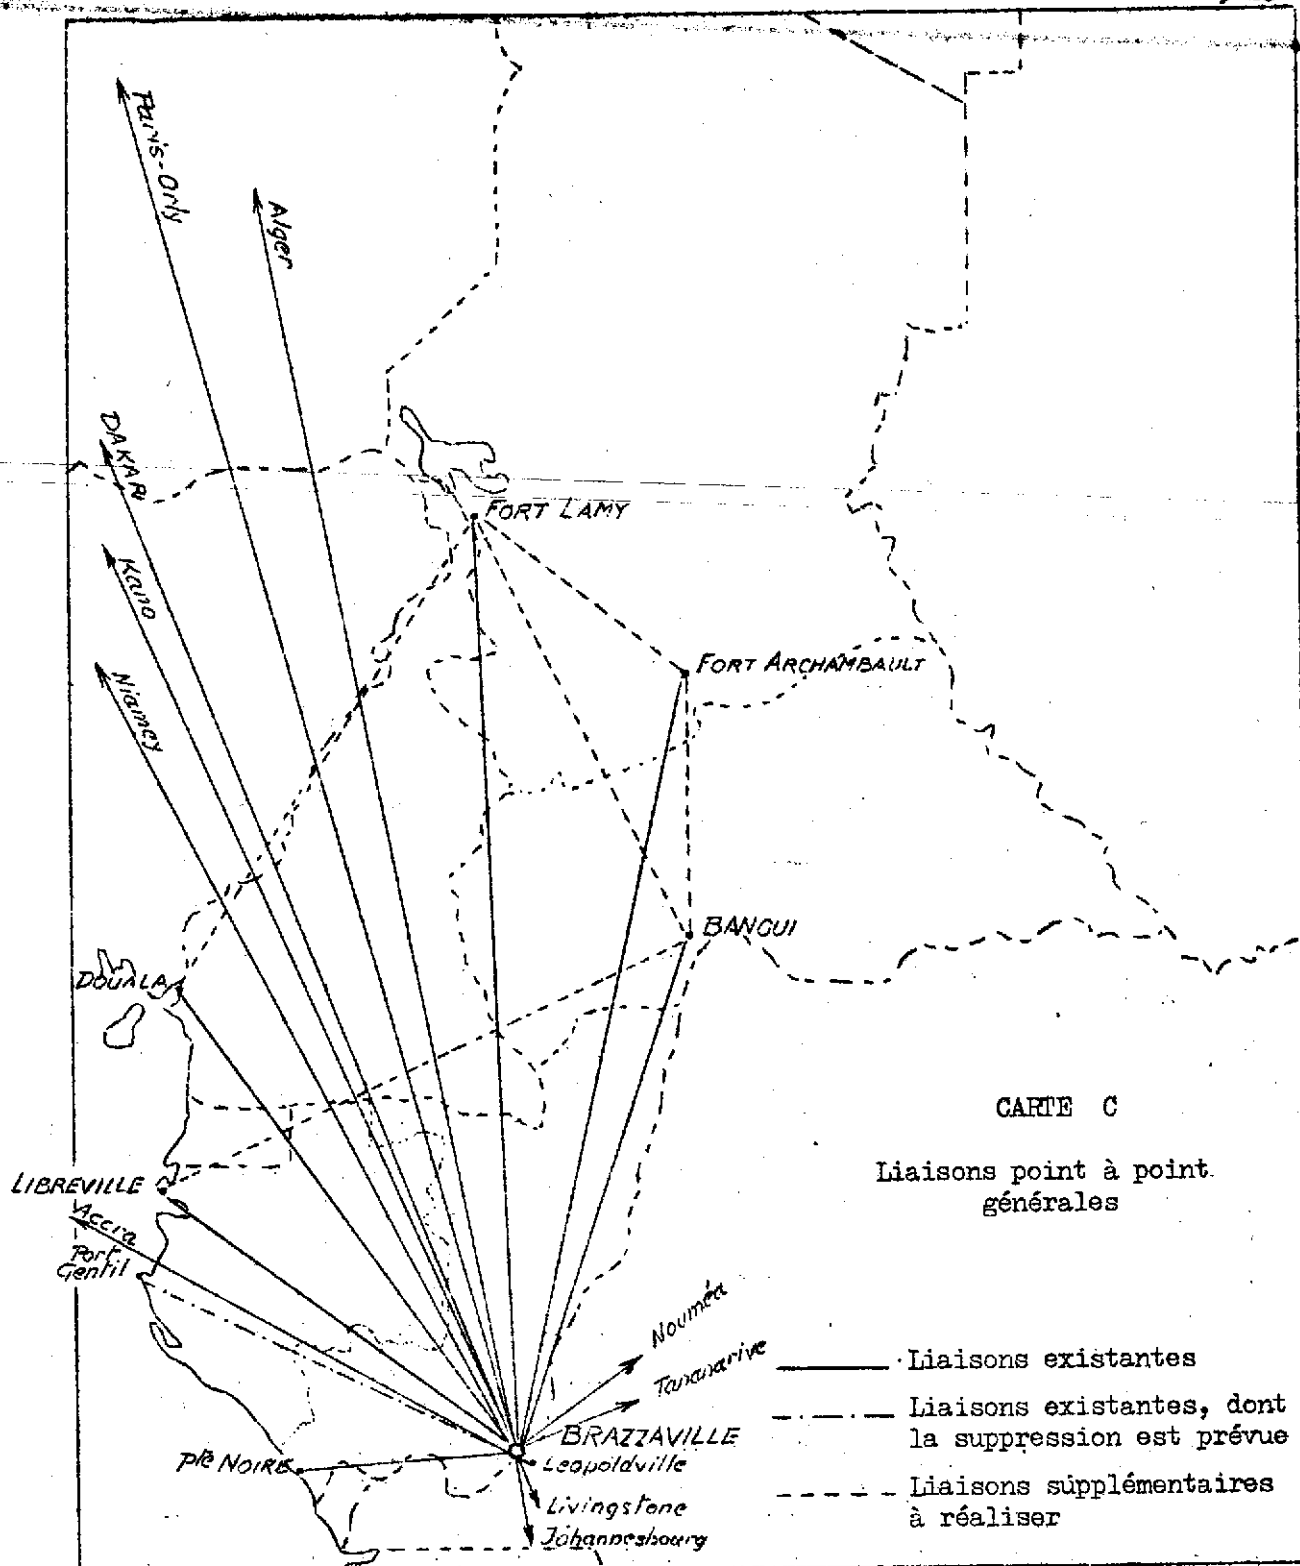 Paris-Orly
Alger
DAKAR
Kano
Niamey
FORT LAMY
FORT ARCHAMBAULT
BANGUI
DOUALA
LIBREVILLE
Accra
Port
Gentil
CARTE C
Liaisons point à point
générales
Nouméa
Tananarive
BRAZZAVILLE
Leopoldville
Livingstone
Johannesbourg
Pte NOIRE
Liaisons existantes
Liaisons existantes, dont
la suppression est prévue
Liaisons supplémentaires
à réaliser